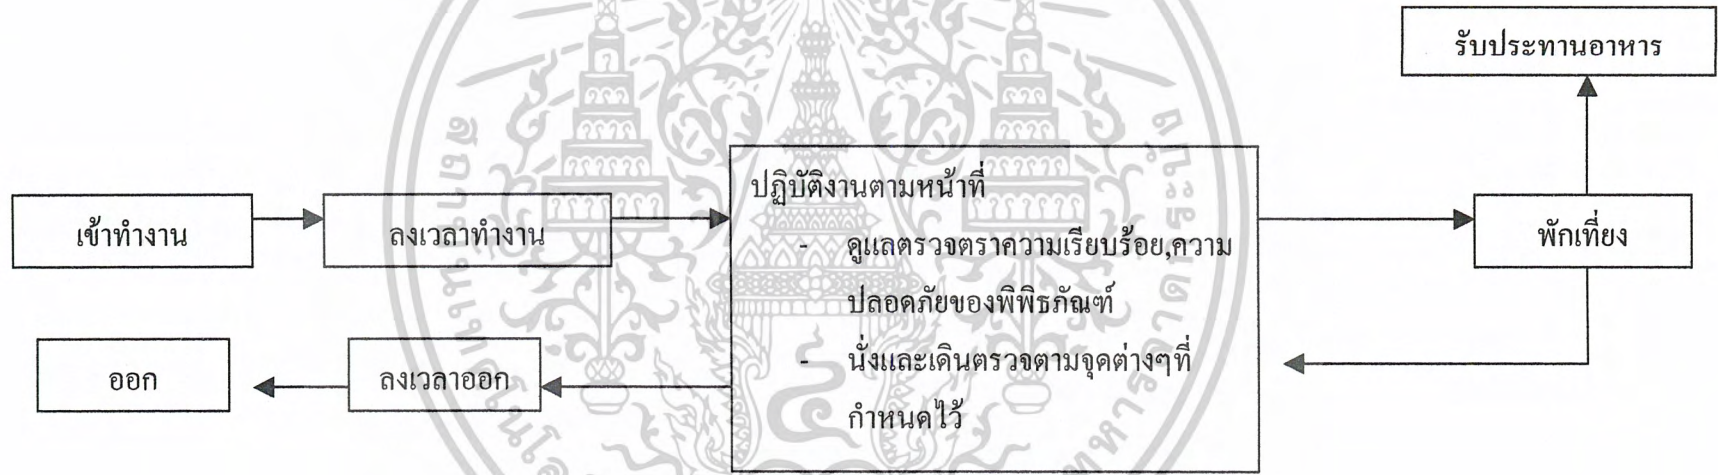 รับประทานอาหาร
เข้าทำงาน
ลงเวลาทำงาน
ปฏิบัติงานตามหน้าที่
- ดูแลตรวจตราความเรียบร้อย,ความ
ปลอดภัยของพิพิธภัณฑ์
- นั่งและเดินตรวจตามจุดต่างๆที่
กำหนดไว้
พักเที่ยง
ลงเวลาออก
ออก